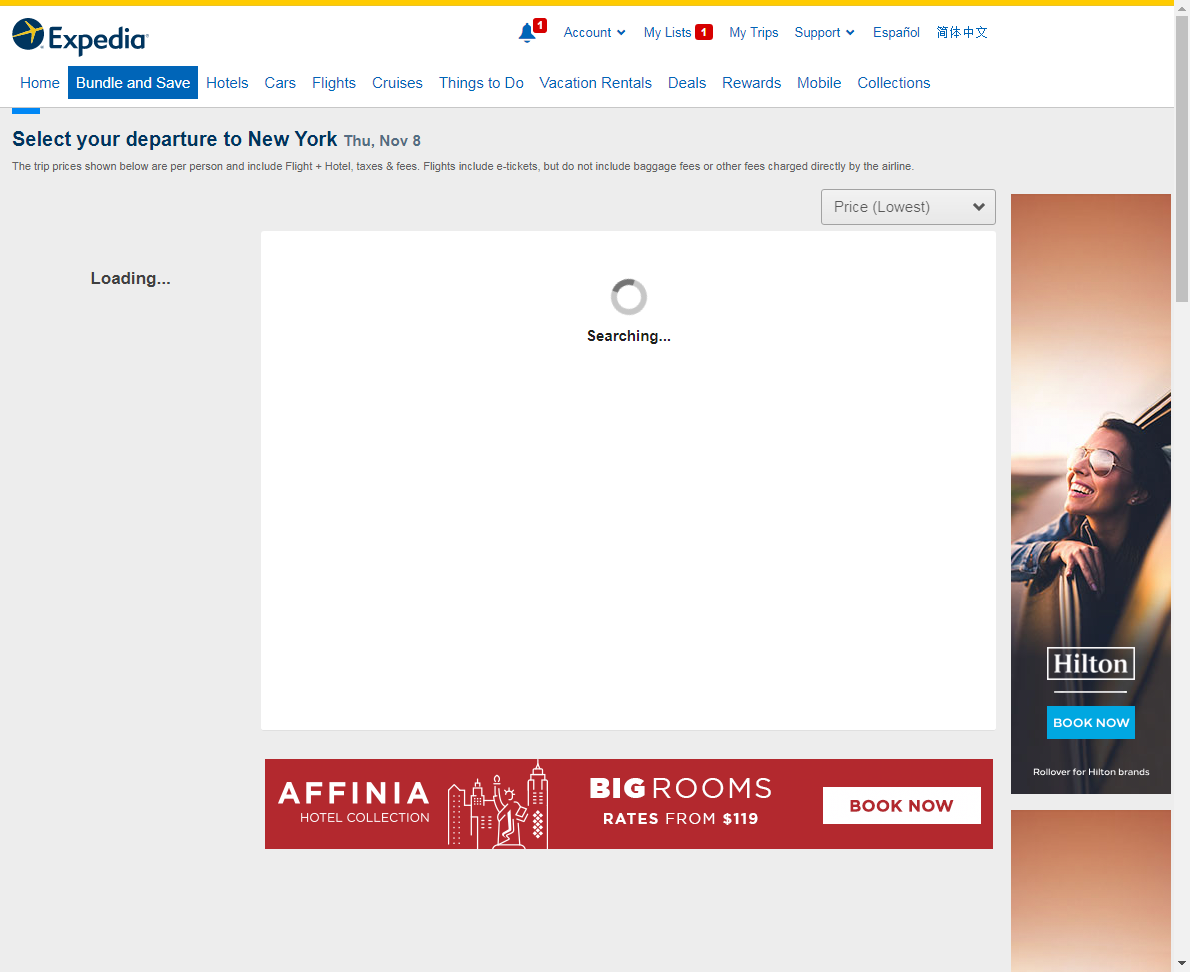 Expedia
1
Account
My Lists 1
My Trips
Support
Español
简体中文
Home
Bundle and Save
Hotels
Cars
Flights
Cruises
Things to Do
Vacation Rentals
Deals
Rewards
Mobile
Collections
Select your departure to New York Thu, Nov 8
The trip prices shown below are per person and include Flight + Hotel, taxes & fees. Flights include e-tickets, but do not include baggage fees or other fees charged directly by the airline.
Price (Lowest)
Loading...
Searching...
Hilton
BOOK NOW
Rollover for Hilton brands
AFFINIA
HOTEL COLLECTION
BIG ROOMS
RATES FROM $119
BOOK NOW